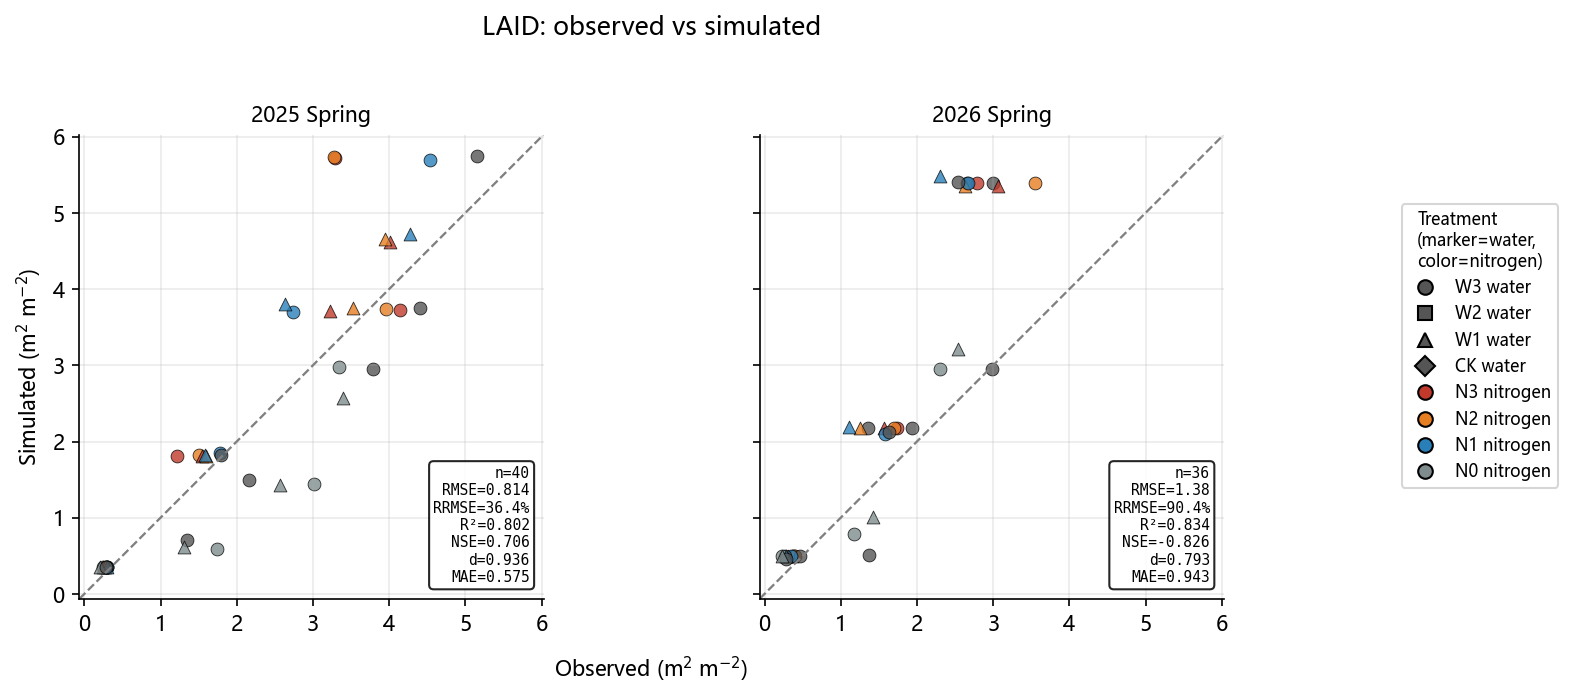 LAID: observed vs simulated
2025 Spring
2026 Spring
6
5
4
3
2
1
0
Simulated (m² m⁻²)
n=40
RMSE=0.814
RRMSE=36.4%
R²=0.802
NSE=0.706
d=0.936
MAE=0.575
0 1 2 3 4 5 6
n=36
RMSE=1.38
RRMSE=90.4%
R²=0.834
NSE=-0.826
d=0.793
MAE=0.943
0 1 2 3 4 5 6
Observed (m² m⁻²)
Treatment
(marker=water,
color=nitrogen)
W3 water
W2 water
W1 water
CK water
N3 nitrogen
N2 nitrogen
N1 nitrogen
N0 nitrogen